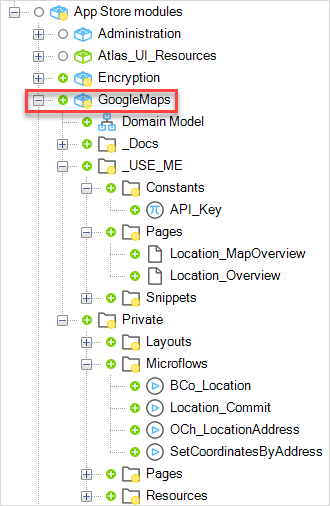 App Store modules
Administration
Atlas_UI_Resources
Encryption
GoogleMaps
Domain Model
_Docs
_USE_ME
Constants
API_Key
Pages
Location_MapOverview
Location_Overview
Snippets
Private
Layouts
Microflows
BCo_Location
Location_Commit
OCh_LocationAddress
SetCoordinatesByAddress
Pages
Resources